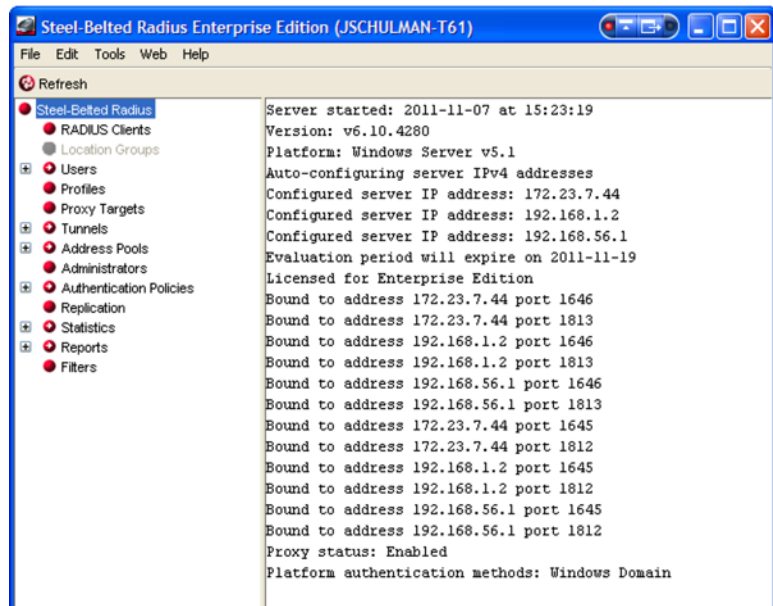 Steel-Belted Radius Enterprise Edition (JSCHULMAN-T61)
File Edit Tools Web Help
Refresh
Steel-Belted Radius
RADIUS Clients
Location Groups
Users
Profiles
Proxy Targets
Tunnels
Address Pools
Administrators
Authentication Policies
Replication
Statistics
Reports
Filters
Server started: 2011-11-07 at 15:23:19
Version: v6.10.4280
Platform: Windows Server v5.1
Auto-configuring server IPv4 addresses
Configured server IP address: 172.23.7.44
Configured server IP address: 192.168.1.2
Configured server IP address: 192.168.56.1
Evaluation period will expire on 2011-11-19
Licensed for Enterprise Edition
Bound to address 172.23.7.44 port 1646
Bound to address 172.23.7.44 port 1813
Bound to address 192.168.1.2 port 1646
Bound to address 192.168.1.2 port 1813
Bound to address 192.168.56.1 port 1646
Bound to address 192.168.56.1 port 1813
Bound to address 172.23.7.44 port 1645
Bound to address 172.23.7.44 port 1812
Bound to address 192.168.1.2 port 1645
Bound to address 192.168.1.2 port 1812
Bound to address 192.168.56.1 port 1645
Bound to address 192.168.56.1 port 1812
Proxy status: Enabled
Platform authentication methods: Windows Domain